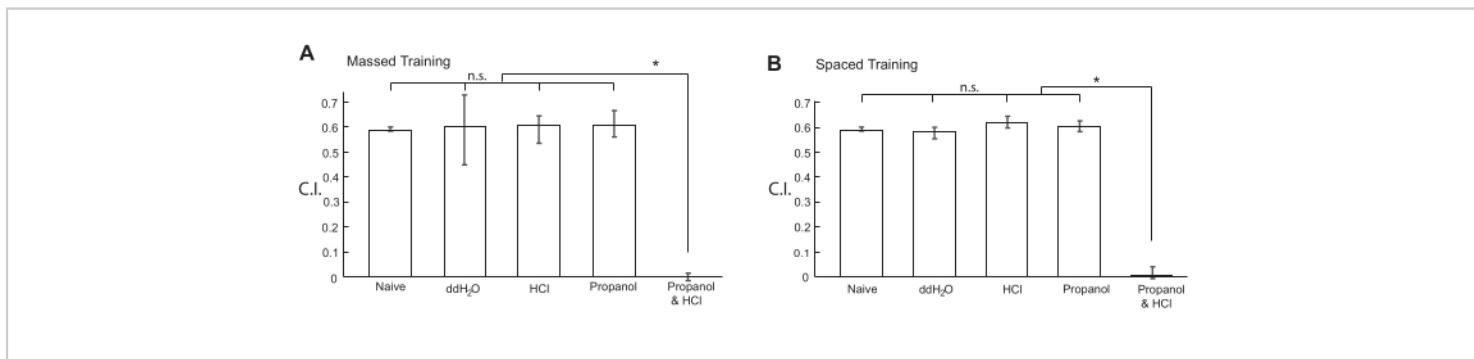 A
Massed Training
n.s.
*
0.7
0.6
0.5
0.4
0.3
0.2
0.1
0
C.I.
Naive
ddH₂O
HCl
Propanol
Propanol
& HCl
B
Spaced Training
n.s.
*
0.7
0.6
0.5
0.4
0.3
0.2
0.1
0
C.I.
Naive
ddH₂O
HCl
Propanol
Propanol
& HCl